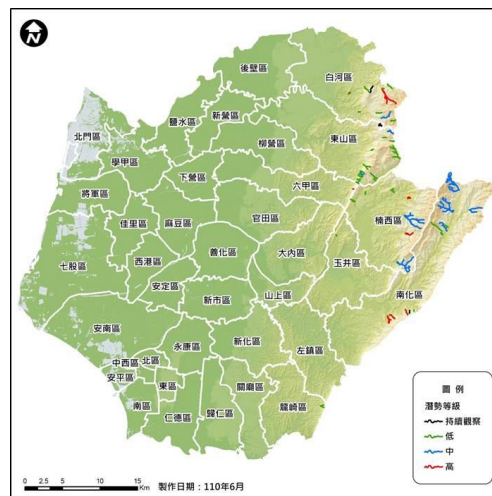 N
後壁區
白河區
鹽水區
新營區
東山區
北門區
柳營區
學甲區
下營區
六甲區
將軍區
官田區
楠西區
佳里區
麻豆區
七股區
西港區
善化區
大內區
玉井區
安定區
新市區
山上區
南化區
安南區
永康區
新化區
左鎮區
中西區
北區
安平區
東區
關廟區
南區
仁德區
歸仁區
龍崎區
圖 例
潛勢等級
持續觀察
低
中
高
0 2.5 5 10 15
Km
製作日期：110年6月